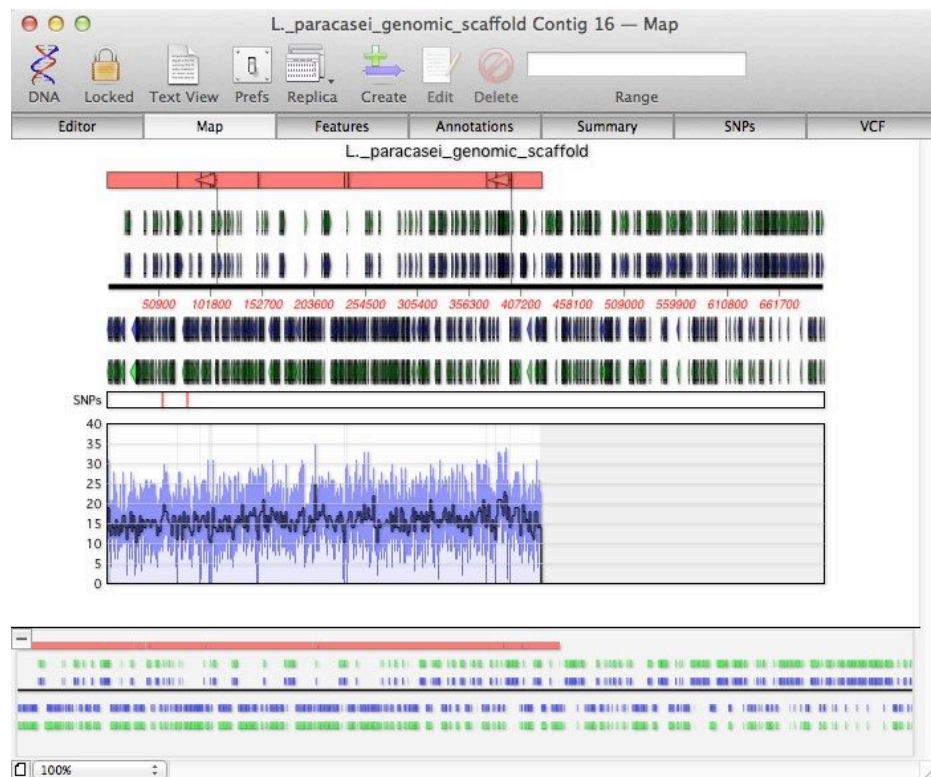 L._paracasei_genomic_scaffold Contig 16 — Map
DNA Locked Text View Prefs Replica Create Edit Delete Range
Editor Map Features Annotations Summary SNPs VCF
L._paracasei_genomic_scaffold
50900 101800 152700 203600 254500 305400 356300 407200 458100 509000 559900 610800 661700
SNPs
40
35
30
25
20
15
10
5
0
100%